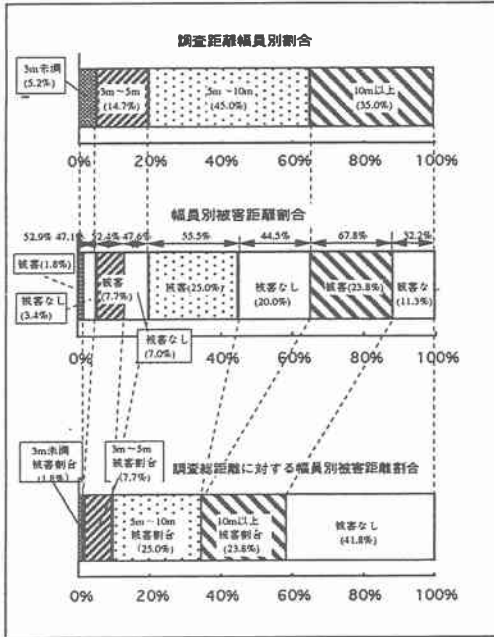 調査距離幅員別割合
3m未満
(5.2%)
3m～5m
(14.7%)
5m～10m
(45.0%)
10m以上
(35.0%)
0% 20% 40% 60% 80% 100%
幅員別被害距離割合
52.9% 47.1% 52.4% 47.6% 55.5% 44.5% 67.8% 32.2%
被害(1.8%)
被害なし
(3.4%)
被害
(7.7%)
被害なし
(7.0%)
被害(25.0%)
被害なし
(20.0%)
被害(23.8%)
被害な
(11.3%)
0% 20% 40% 60% 80% 100%
調査総距離に対する幅員別被害距離割合
3m未満
被害割合
(1.8%)
3m～5m
被害割合
(7.7%)
5m～10m
被害割合
(25.0%)
10m以上
被害割合
(23.8%)
被害なし
(41.8%)
0% 20% 40% 60% 80% 100%